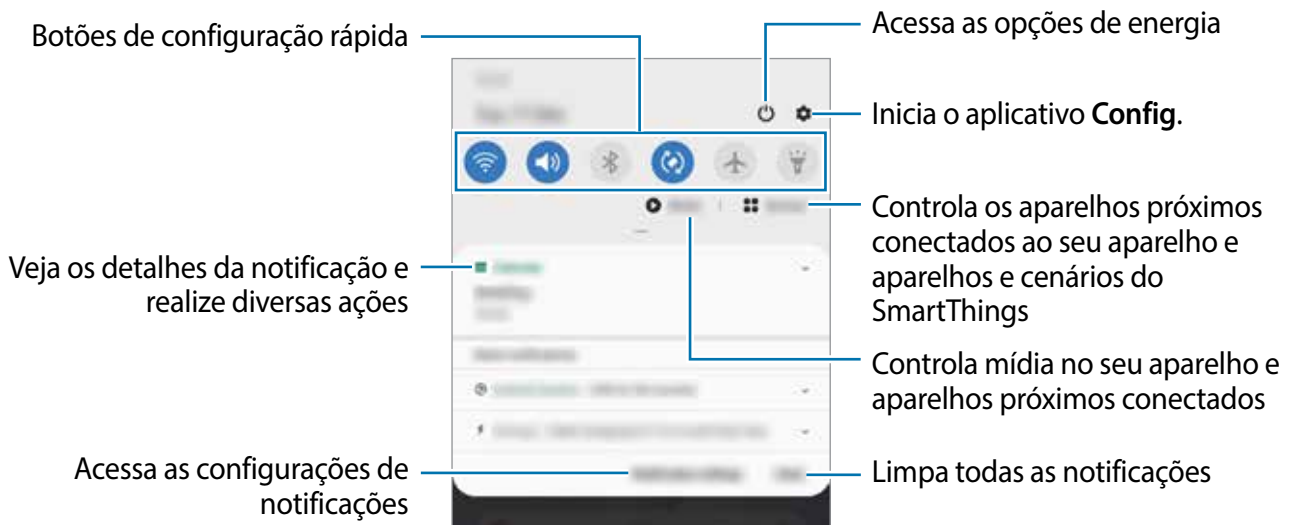 Botões de configuração rápida
Acessa as opções de energia
Inicia o aplicativo Config.
Controla os aparelhos próximos
conectados ao seu aparelho e
aparelhos e cenários do
SmartThings
Veja os detalhes da notificação e
realize diversas ações
Controla mídia no seu aparelho e
aparelhos próximos conectados
Acessa as configurações de
notificações
Limpa todas as notificações